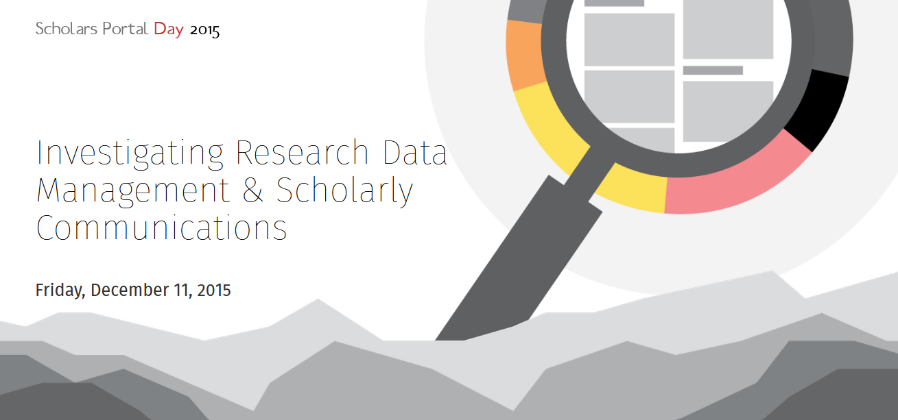 Scholars Portal Day 2015
Investigating Research Data
Management & Scholarly
Communications
Friday, December 11, 2015